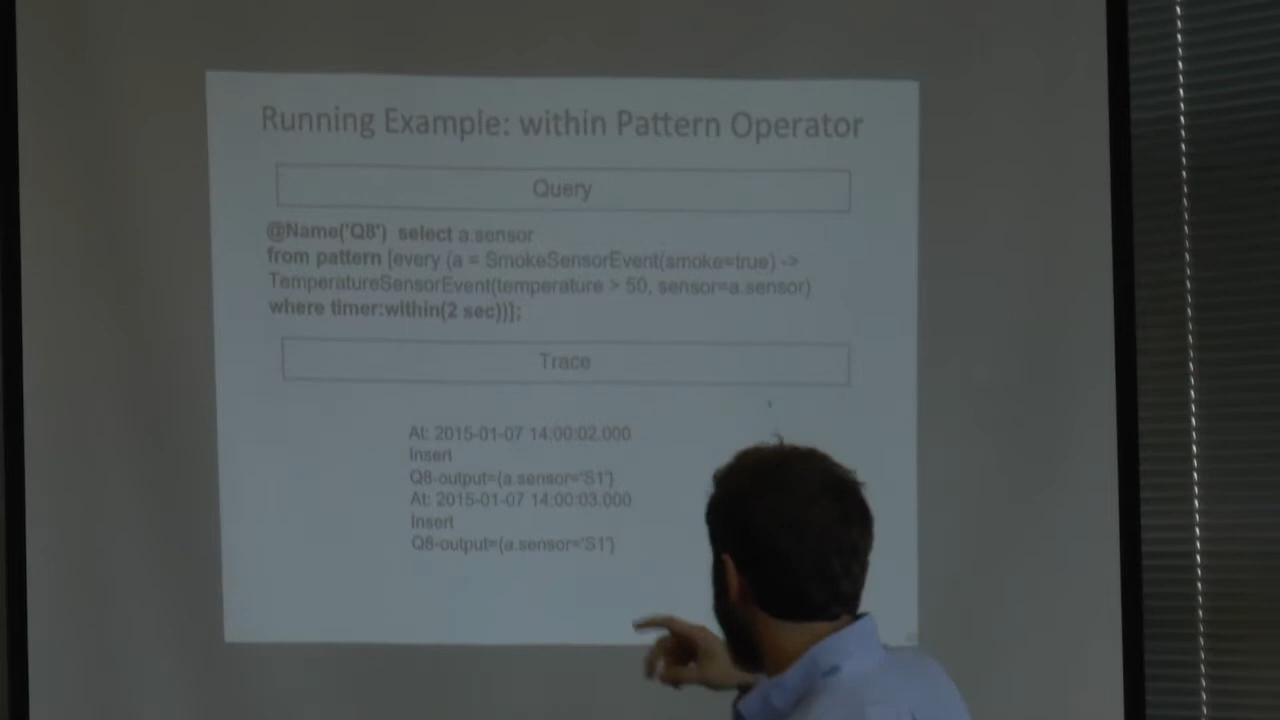 Running Example: within Pattern Operator
Query
@Name('Q8') select a.sensor
from pattern [every (a = SmokeSensorEvent(smoke=true) ->
TemperatureSensorEvent(temperature > 50, sensor=a.sensor)
where timer:within(2 sec))];
Trace
At: 2015-01-07 14:00:02.000
Insert
Q8-output={a.sensor='S1'}
At: 2015-01-07 14:00:03.000
Insert
Q8-output={a.sensor='S1'}